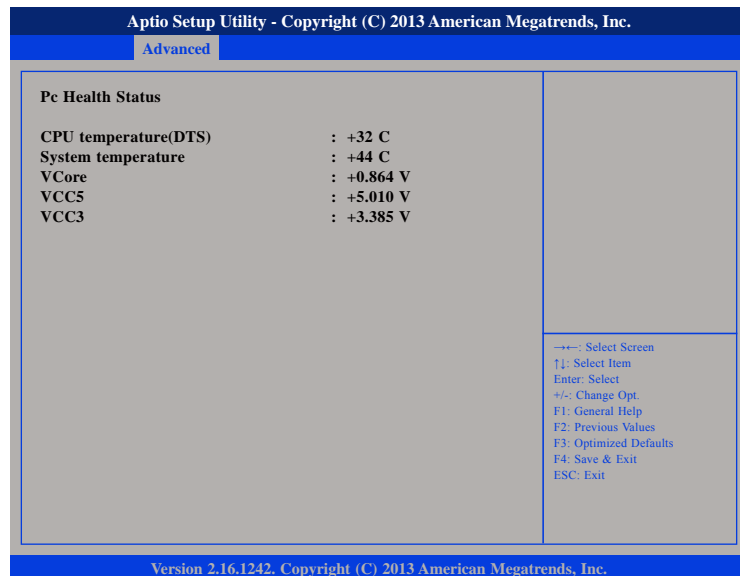 Aptio Setup Utility - Copyright (C) 2013 American Megatrends, Inc.
Advanced
Pc Health Status
CPU temperature(DTS) : +32 C
System temperature : +44 C
VCore : +0.864 V
VCC5 : +5.010 V
VCC3 : +3.385 V
→←: Select Screen
↑↓: Select Item
Enter: Select
+/-: Change Opt.
F1: General Help
F2: Previous Values
F3: Optimized Defaults
F4: Save & Exit
ESC: Exit
Version 2.16.1242. Copyright (C) 2013 American Megatrends, Inc.